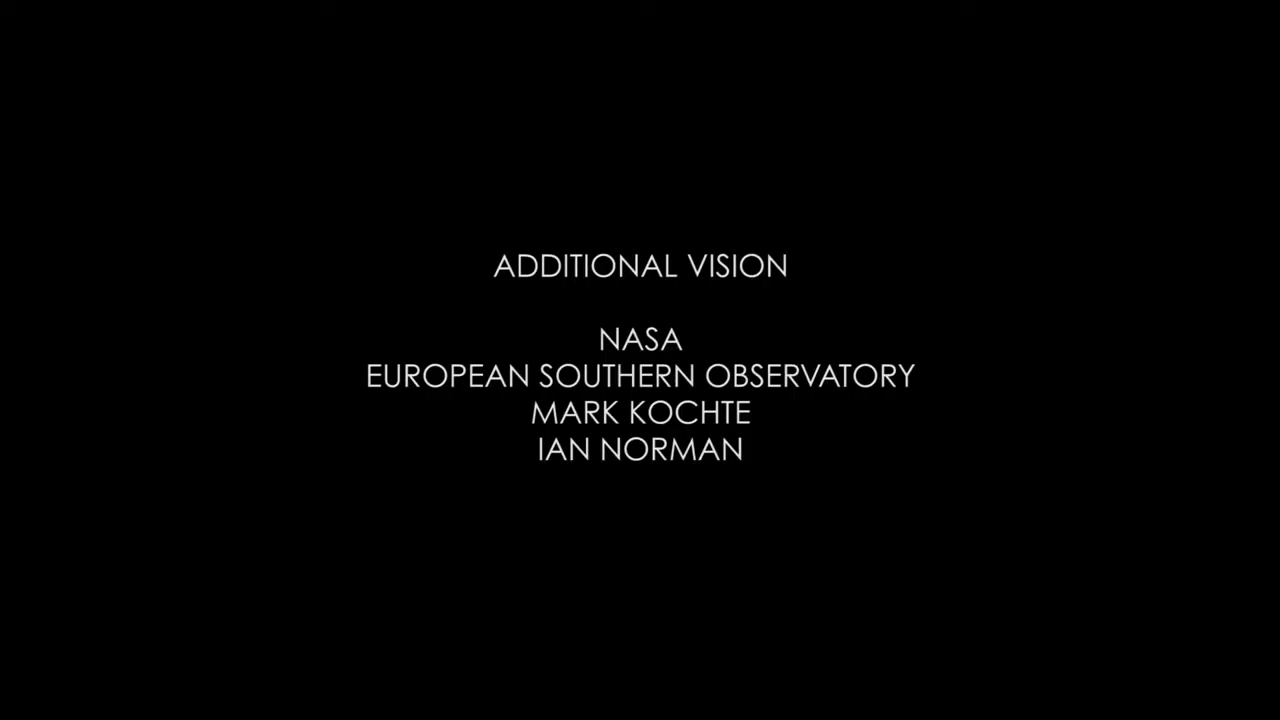 ADDITIONAL VISION
NASA
EUROPEAN SOUTHERN OBSERVATORY
MARK KOCHTE
IAN NORMAN